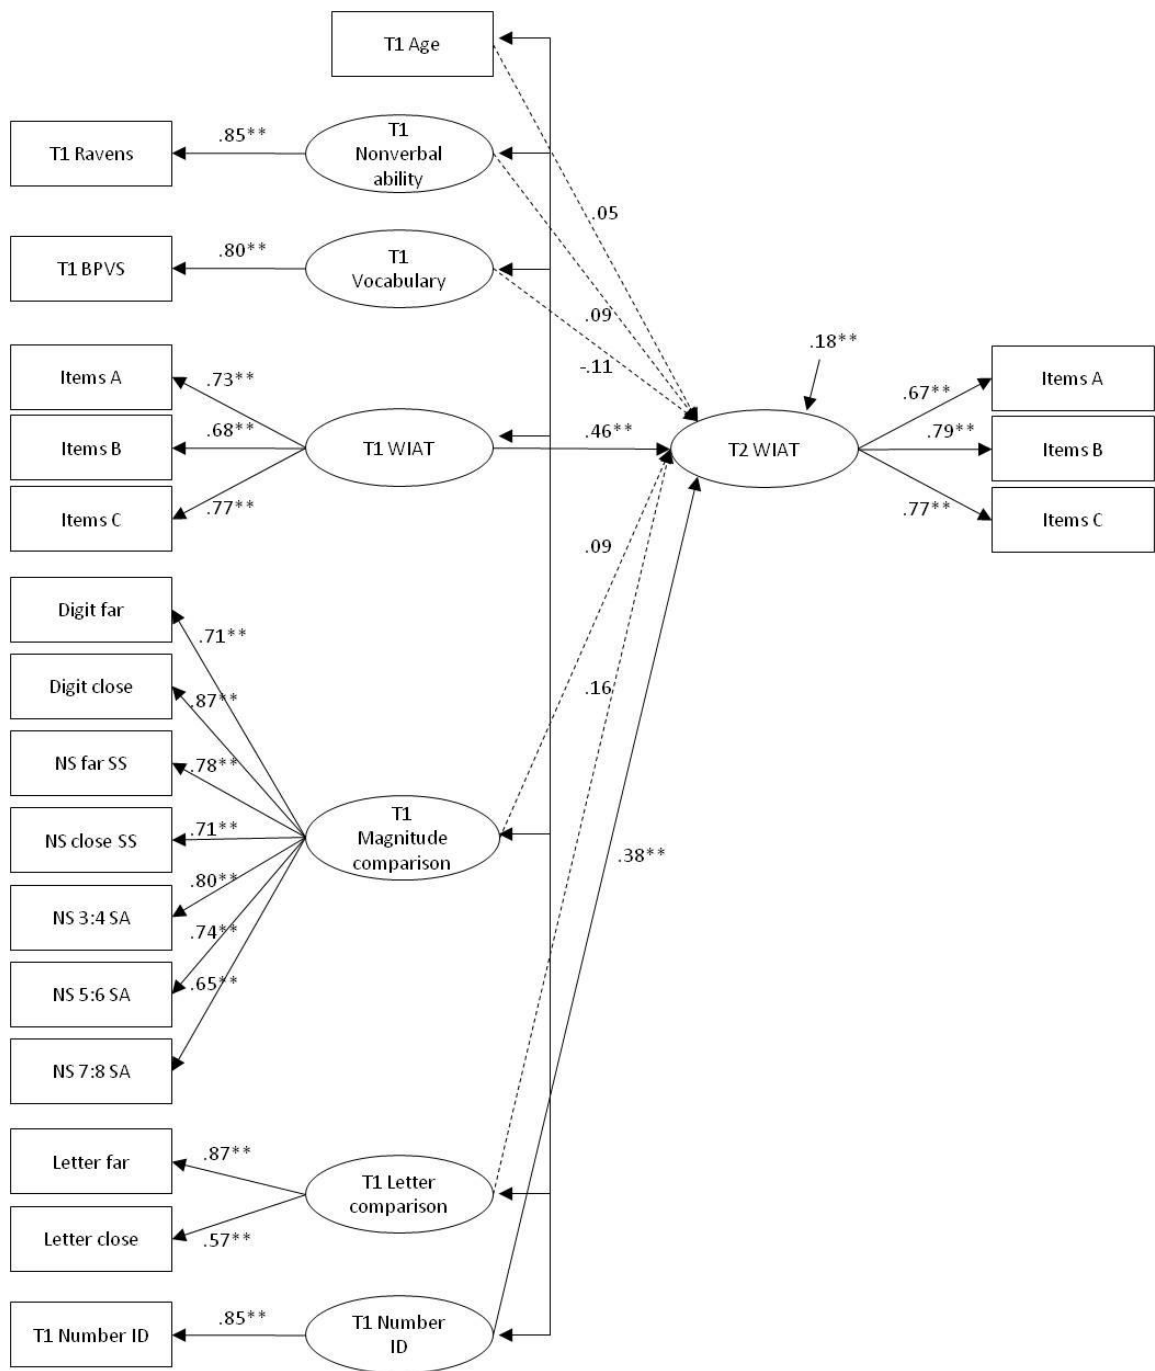 T1 Age
T1 Ravens
.85**
T1
Nonverbal
ability
.05
T1 BPVS
.80**
T1
Vocabulary
.09
-.11
.18**
Items A
.73**
Items B
.68**
T1 WIAT
.46**
T2 WIAT
Items C
.77**
.67**
Items A
.79**
Items B
.77**
Items C
.09
Digit far
.71**
Digit close
.87**
.16
NS far SS
.78**
NS close SS
.71**
T1
Magnitude
comparison
.38**
NS 3:4 SA
.80**
NS 5:6 SA
.74**
.65**
NS 7:8 SA
Letter far
.87**
T1 Letter
comparison
Letter close
.57**
T1 Number ID
.85**
T1 Number
ID